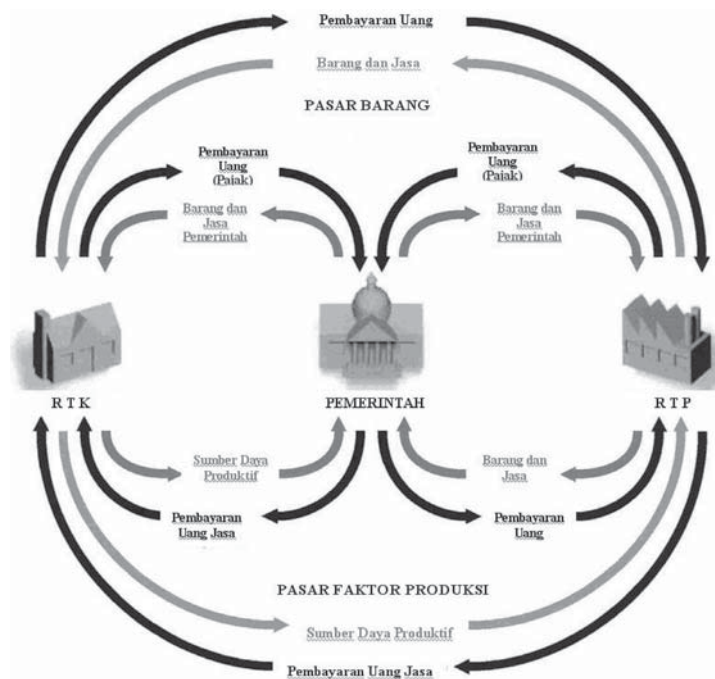 Pembayaran Uang
Barang dan Jasa
PASAR BARANG
Pembayaran
Uang
(Pajak)
Pembayaran
Uang
(Pajak)
Barang dan
Jasa
Pemerintah
Barang dan
Jasa
Pemerintah
R T K
PEMERINTAH
R T P
Sumber Daya
Produktif
Barang dan
Jasa
Pembayaran
Uang Jasa
Pembayaran
Uang
PASAR FAKTOR PRODUKSI
Sumber Daya Produktif
Pembayaran Uang Jasa